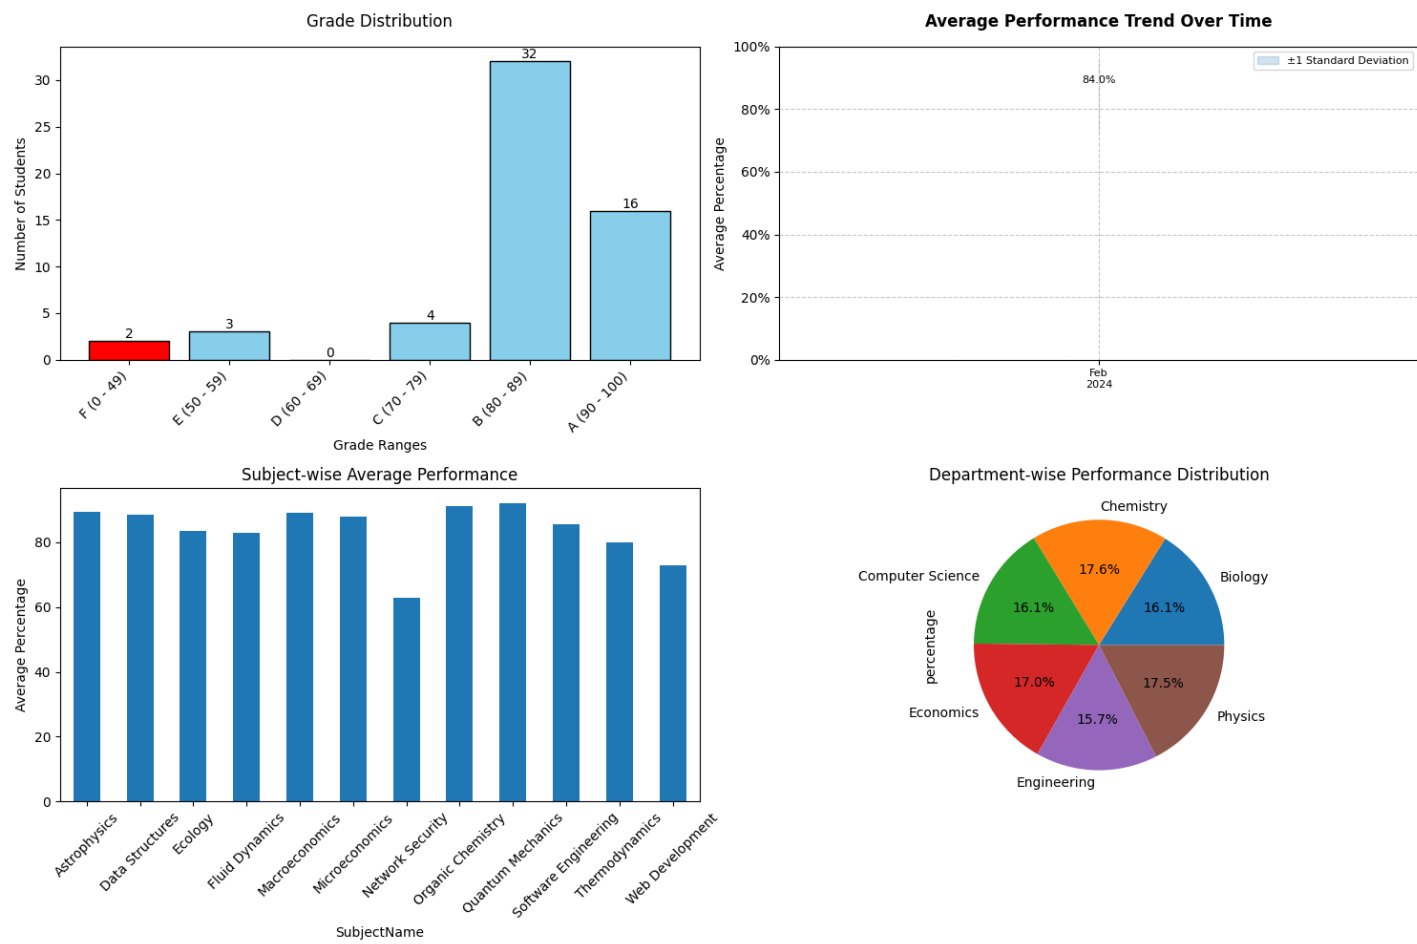 Grade Distribution
Number of Students
30
25
20
15
10
5
0
2
3
0
4
32
16
F (0 - 49)
E (50 - 59)
D (60 - 69)
C (70 - 79)
B (80 - 89)
A (90 - 100)
Grade Ranges
Average Performance Trend Over Time
Average Percentage
100%
80%
60%
40%
20%
0%
±1 Standard Deviation
84.0%
Feb
2024
Subject-wise Average Performance
Average Percentage
80
60
40
20
0
Astrophysics
Data Structures
Ecology
Fluid Dynamics
Macroeconomics
Microeconomics
Network Security
Organic Chemistry
Quantum Mechanics
Software Engineering
Thermodynamics
Web Development
SubjectName
Department-wise Performance Distribution
Chemistry
17.6%
Computer Science
16.1%
Biology
16.1%
percentage
Economics
17.0%
Physics
17.5%
Engineering
15.7%